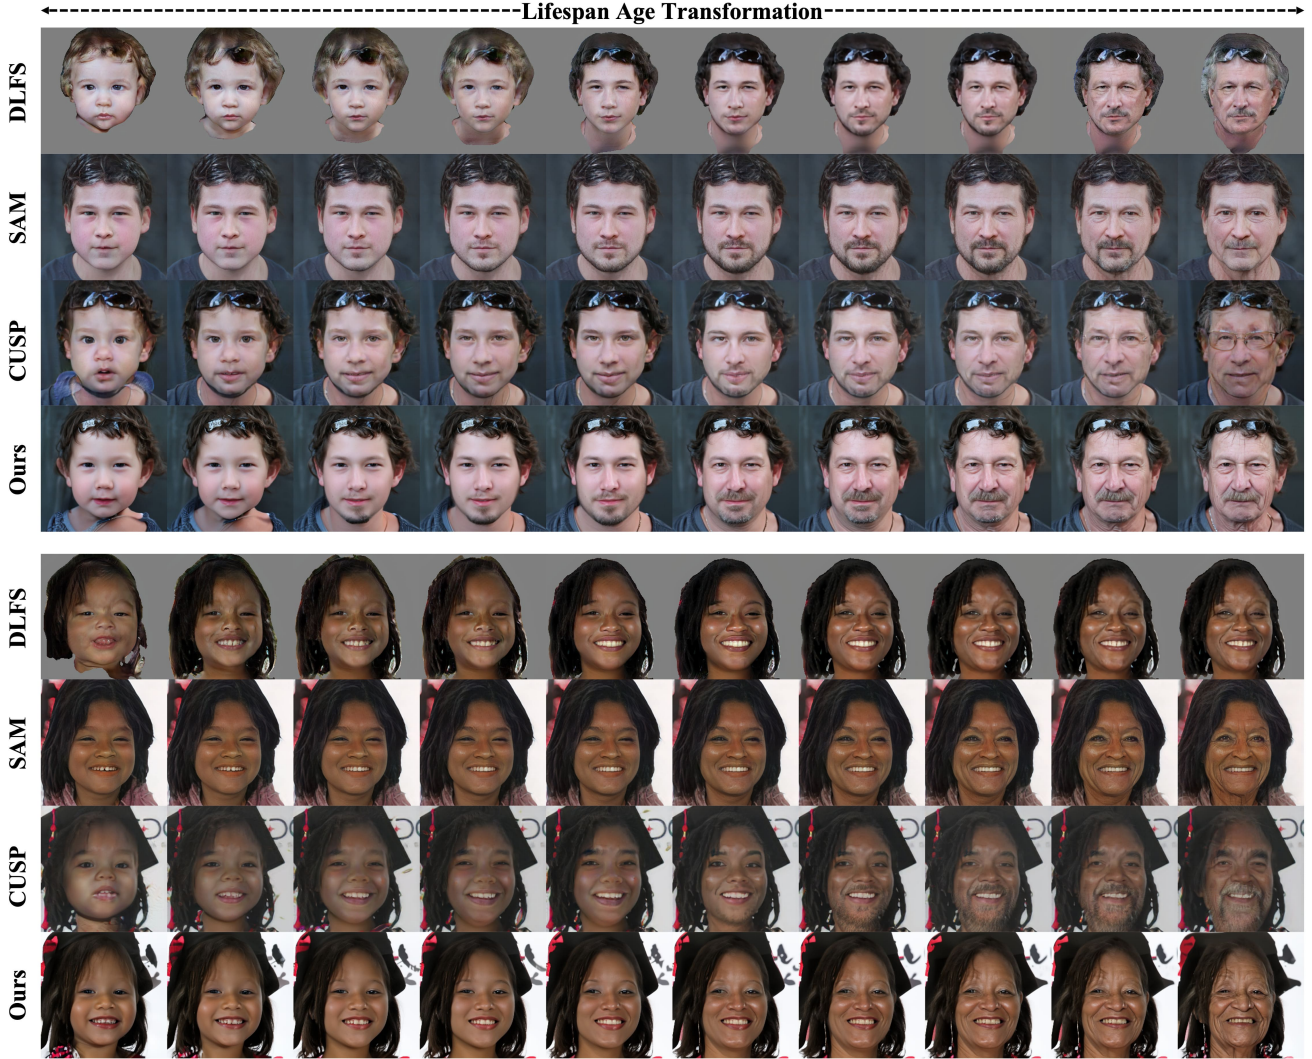 Lifespan Age Transformation
DLFS
SAM
CUSP
Ours
DLFS
SAM
CUSP
Ours